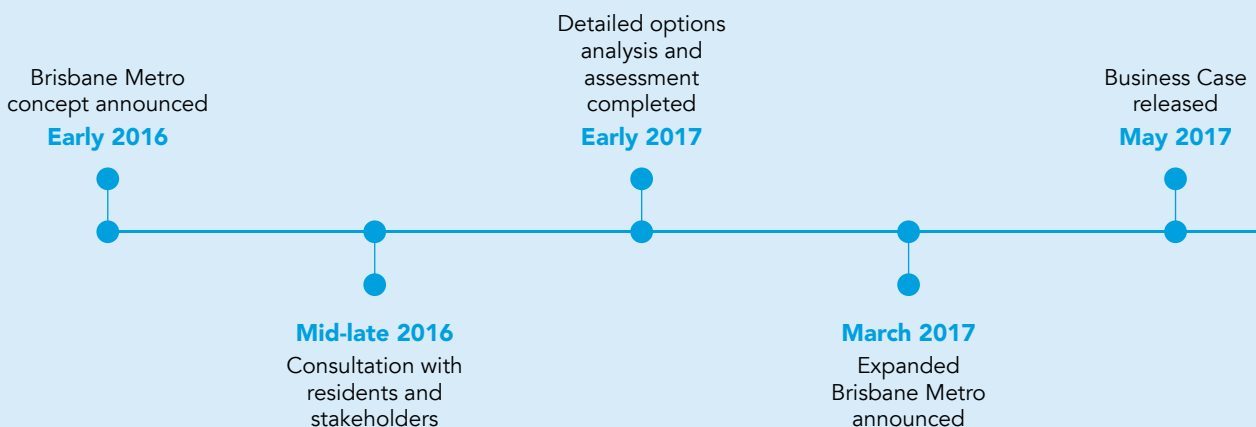 Brisbane Metro
concept announced
Early 2016
Mid-late 2016
Consultation with
residents and
stakeholders
Detailed options
analysis and
assessment
completed
Early 2017
March 2017
Expanded
Brisbane Metro
announced
Business Case
released
May 2017